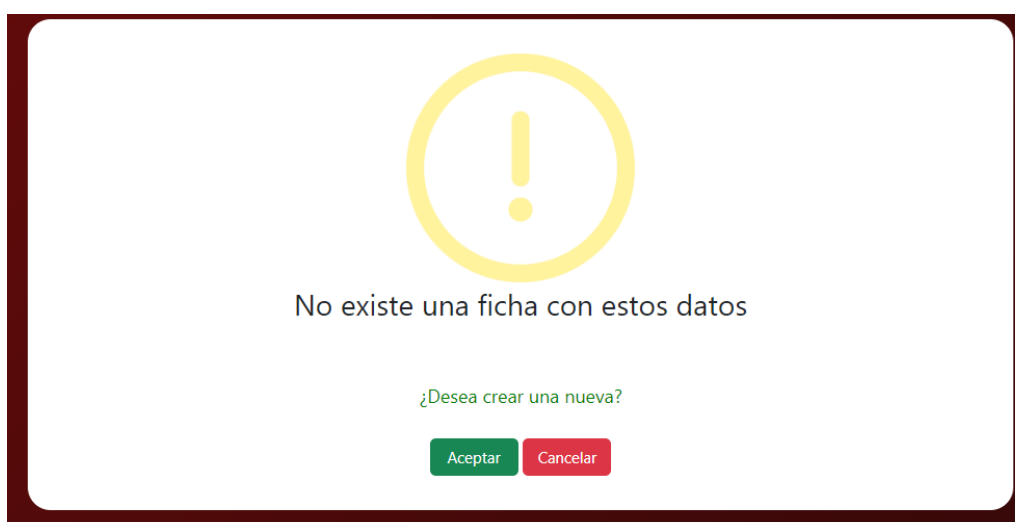 No existe una ficha con estos datos
¿Desea crear una nueva?
Aceptar Cancelar